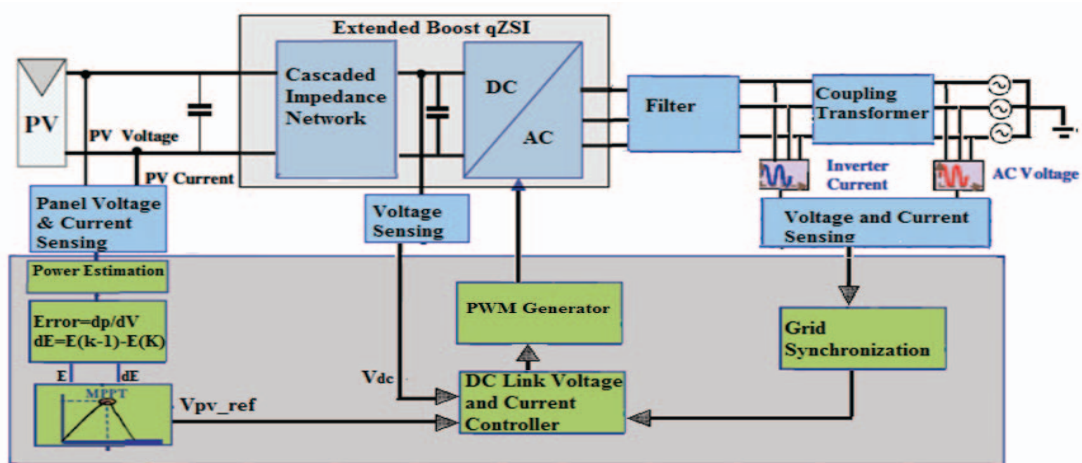 Extended Boost qZSI
PV
PV Voltage
PV Current
Cascaded
Impedance
Network
DC
AC
Filter
Coupling
Transformer
Inverter
Current
AC Voltage
Panel Voltage
& Current
Sensing
Voltage
Sensing
Voltage and Current
Sensing
Power Estimation
Error=dp/dV
dE=E(k-1)-E(K)
E
dE
MPPT
Vpv_ref
Vdc
PWM Generator
DC Link Voltage
and Current
Controller
Grid
Synchronization